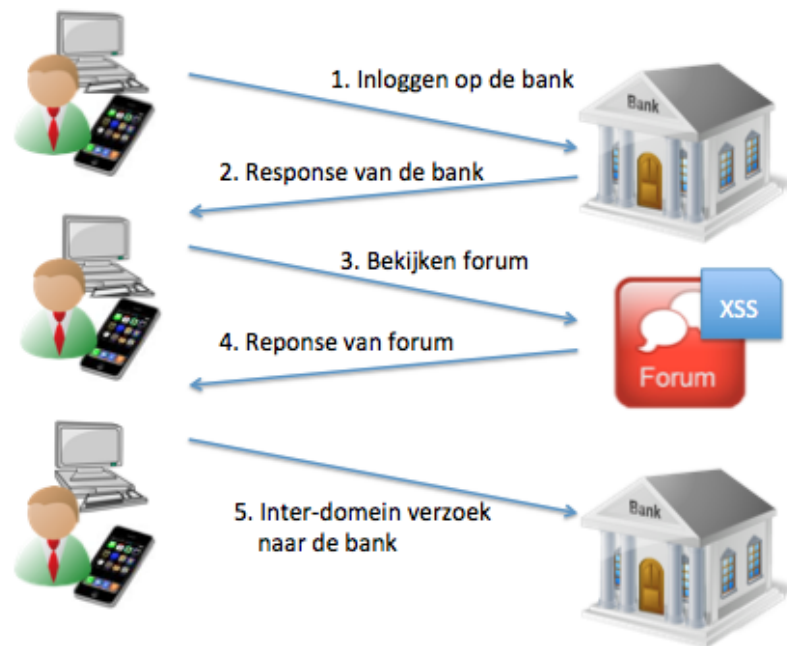 1. Inloggen op de bank
Bank
2. Response van de bank
3. Bekijken forum
XSS
4. Reponse van forum
Forum
5. Inter-domein verzoek
naar de bank
Bank